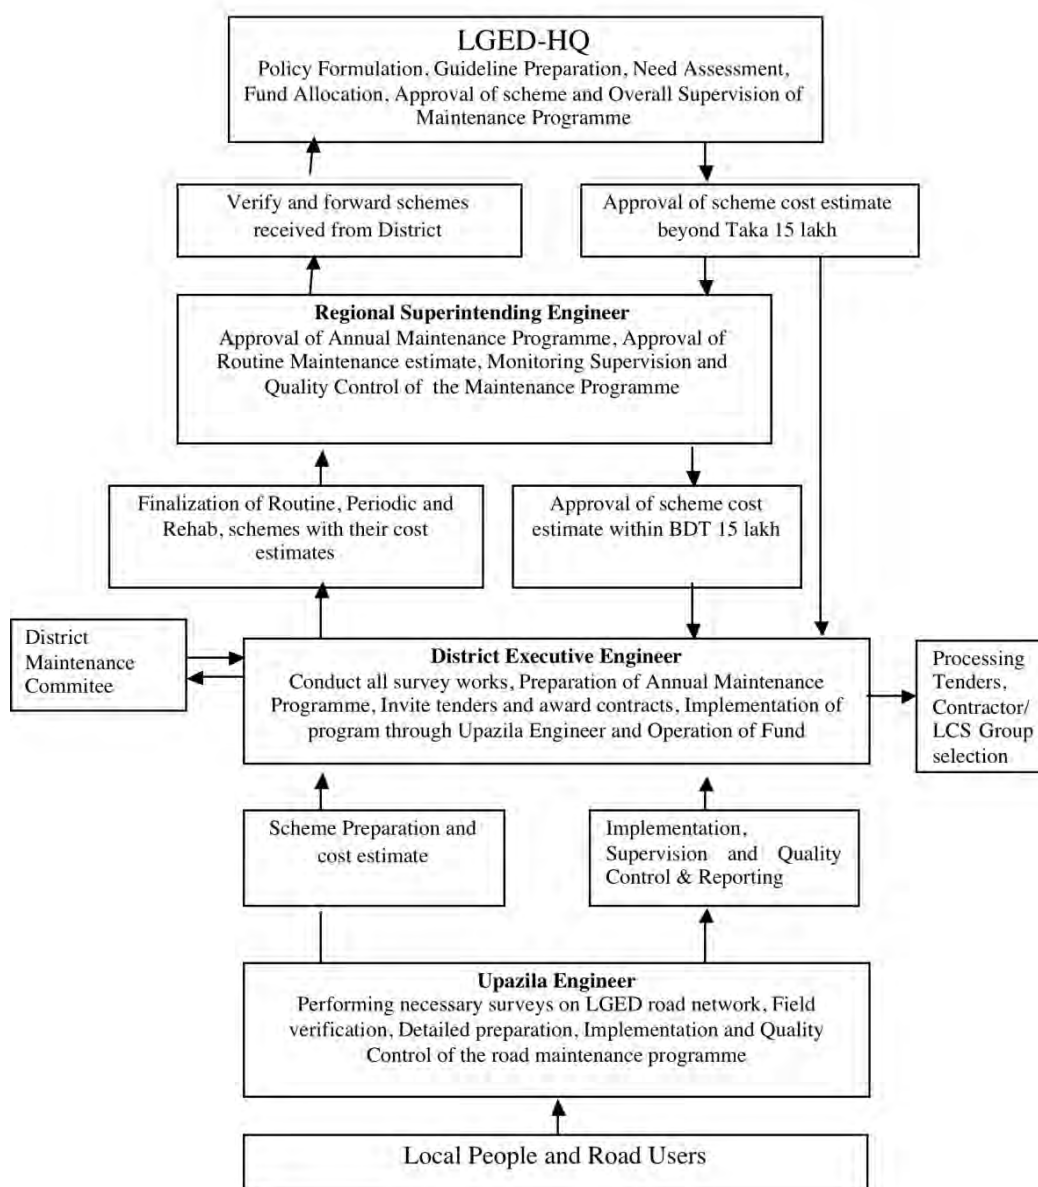 LGED-HQ
Policy Formulation, Guideline Preparation, Need Assessment,
Fund Allocation, Approval of scheme and Overall Supervision of
Maintenance Programme
Verify and forward schemes
received from District
Approval of scheme cost estimate
beyond Taka 15 lakh
Regional Superintending Engineer
Approval of Annual Maintenance Programme, Approval of
Routine Maintenance estimate, Monitoring Supervision and
Quality Control of the Maintenance Programme
Finalization of Routine, Periodic and
Rehab, schemes with their cost
estimates
Approval of scheme cost
estimate within BDT 15 lakh
District
Maintenance
Commitee
District Executive Engineer
Conduct all survey works, Preparation of Annual Maintenance
Programme, Invite tenders and award contracts, Implementation of
program through Upazila Engineer and Operation of Fund
Processing
Tenders,
Contractor/
LCS Group
selection
Scheme Preparation and
cost estimate
Implementation,
Supervision and Quality
Control & Reporting
Upazila Engineer
Performing necessary surveys on LGED road network, Field
verification, Detailed preparation, Implementation and Quality
Control of the road maintenance programme
Local People and Road Users